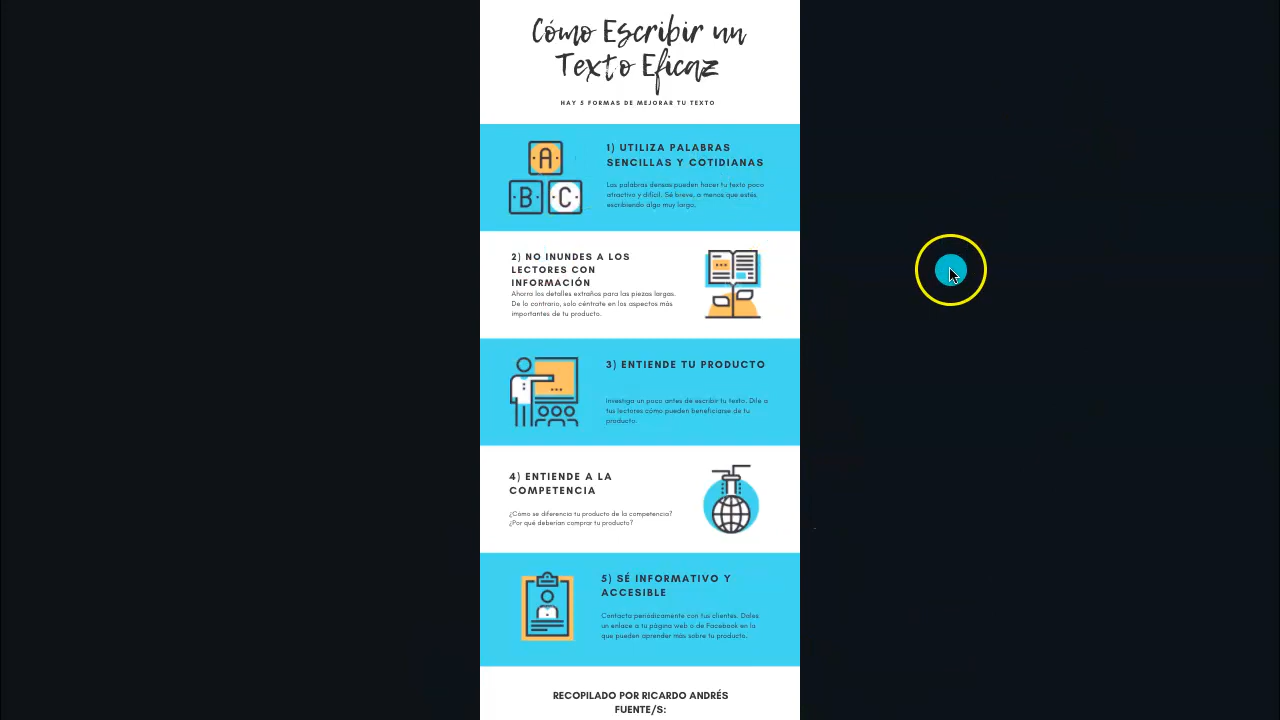 Cómo Escribir un
Texto Eficaz
HAY 5 FORMAS DE MEJORAR TU TEXTO
A
B C
1) UTILIZA PALABRAS
SENCILLAS Y COTIDIANAS
Las palabras densas pueden hacer tu texto poco
atractivo y difícil. Sé breve, a menos que estés
escribiendo algo muy largo.
2) NO INUNDES A LOS
LECTORES CON
INFORMACIÓN
Ahorra los detalles extraños para las piezas largas.
De lo contrario, solo céntrate en los aspectos más
importantes de tu producto.
3) ENTIENDE TU PRODUCTO
Investiga un poco antes de escribir tu texto. Dile a
tus lectores cómo pueden beneficiarse de tu
producto.
4) ENTIENDE A LA
COMPETENCIA
¿Cómo se diferencia tu producto de la competencia?
¿Por qué deberían comprar tu producto?
5) SÉ INFORMATIVO Y
ACCESIBLE
Contacta periódicamente con tus clientes. Dales
un enlace a tu página web o de Facebook en la
que puedan aprender más sobre tu producto.
RECOPILADO POR RICARDO ANDRÉS
FUENTE/S: